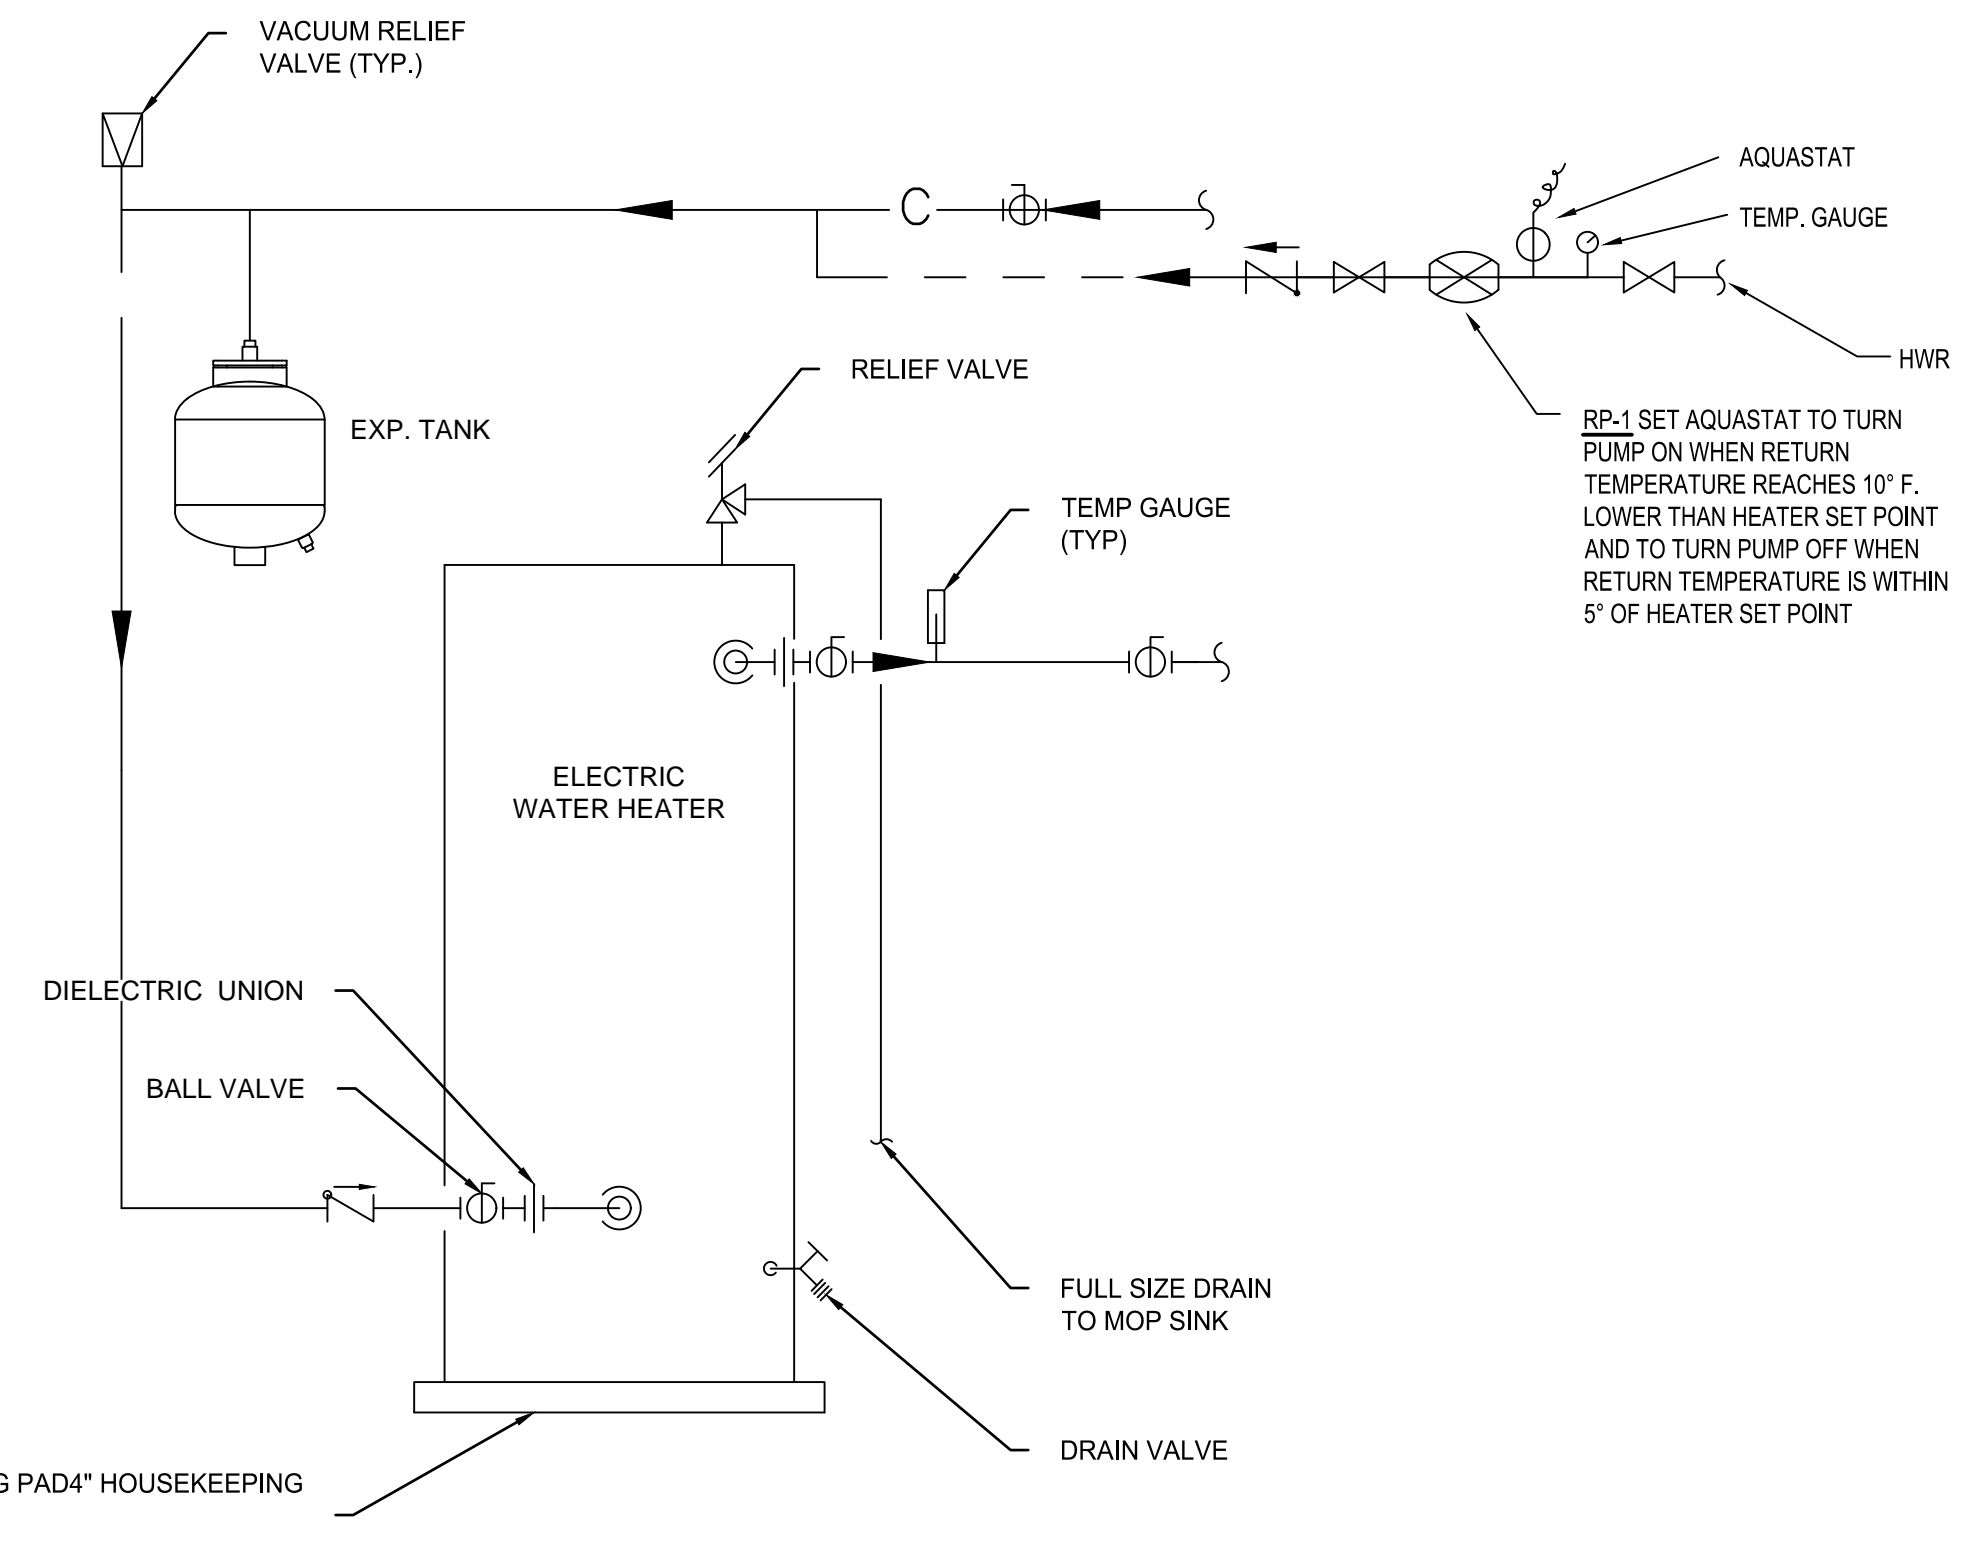 VACUUM RELIEF
VALVE (TYP.)
C
AQUASTAT
TEMP. GAUGE
HWR
RELIEF VALVE
EXP. TANK
RP-1 SET AQUASTAT TO TURN
PUMP ON WHEN RETURN
TEMPERATURE REACHES 10° F.
LOWER THAN HEATER SET POINT
AND TO TURN PUMP OFF WHEN
RETURN TEMPERATURE IS WITHIN
5° OF HEATER SET POINT
TEMP GAUGE
(TYP)
ELECTRIC
WATER HEATER
DIELECTRIC UNION
BALL VALVE
FULL SIZE DRAIN
TO MOP SINK
DRAIN VALVE
G PAD4" HOUSEKEEPING